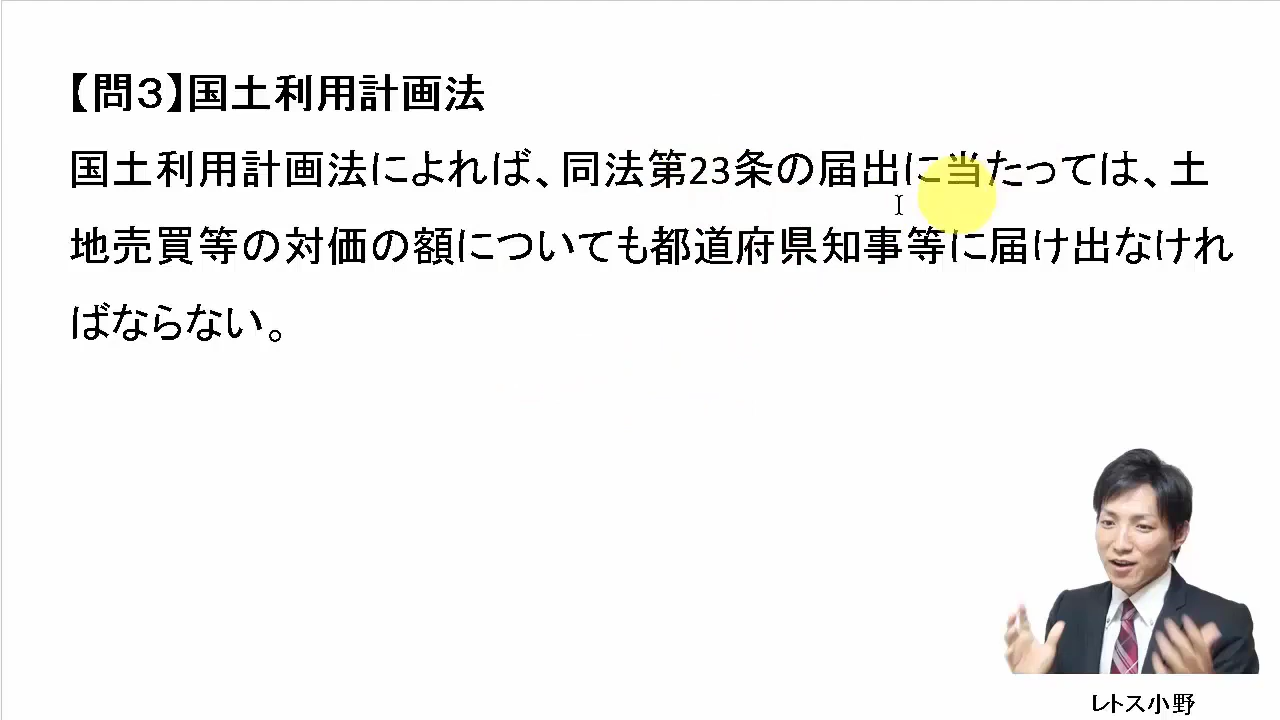 【問３】国土利用計画法
国土利用計画法によれば、同法第23条の届出に当たっては、土
地売買等の対価の額についても都道府県知事等に届け出なけれ
ばならない。
レトス小野